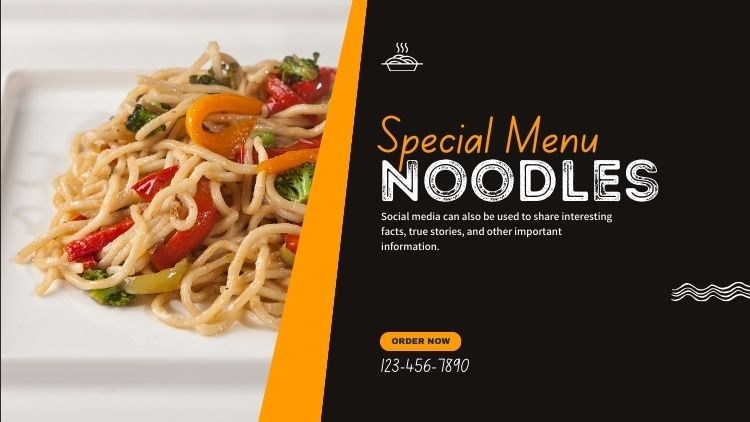 Special Menu
NOODLES
Social media can also be used to share interesting
facts, true stories, and other important
information.
ORDER NOW
123-456-7890